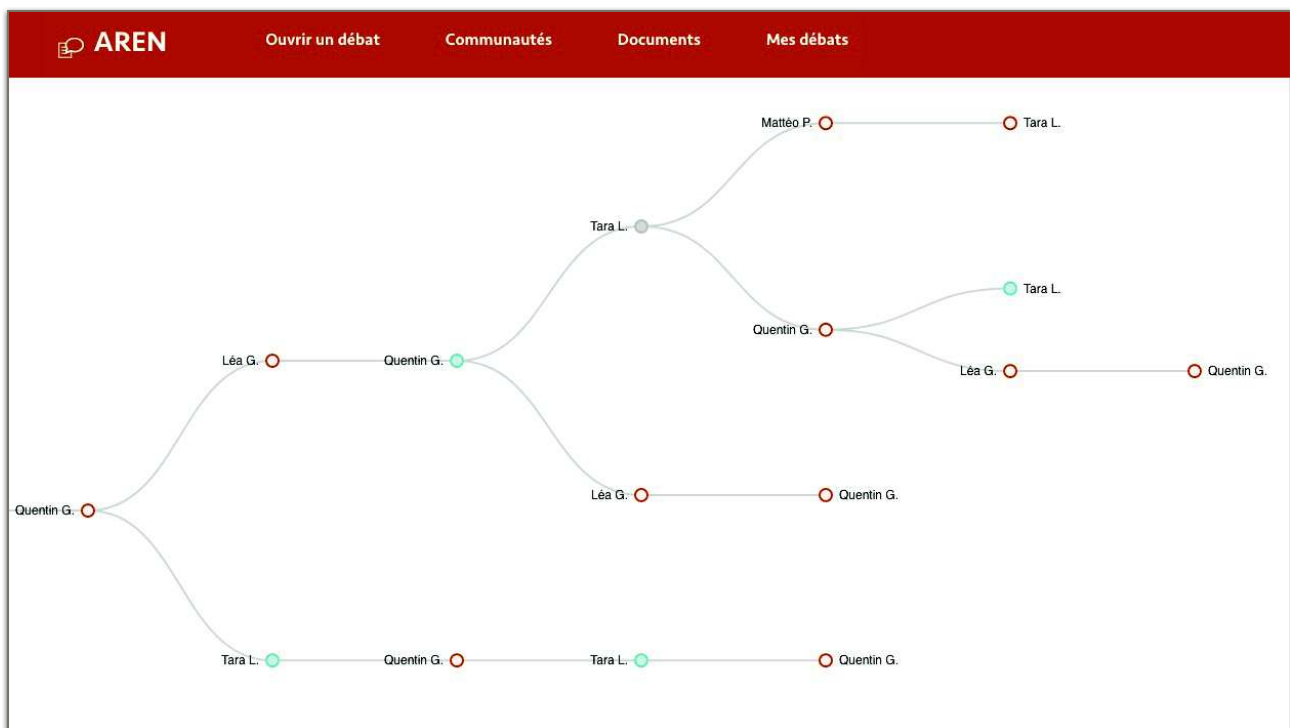 AREN Ouvrir un débat Communautés Documents Mes débats
Mattéo P. Tara L.
Tara L.
Tara L.
Quentin G.
Léa G. Quentin G.
Léa G. Quentin G.
Léa G. Quentin G.
Quentin G.
Tara L. Quentin G. Tara L. Quentin G.